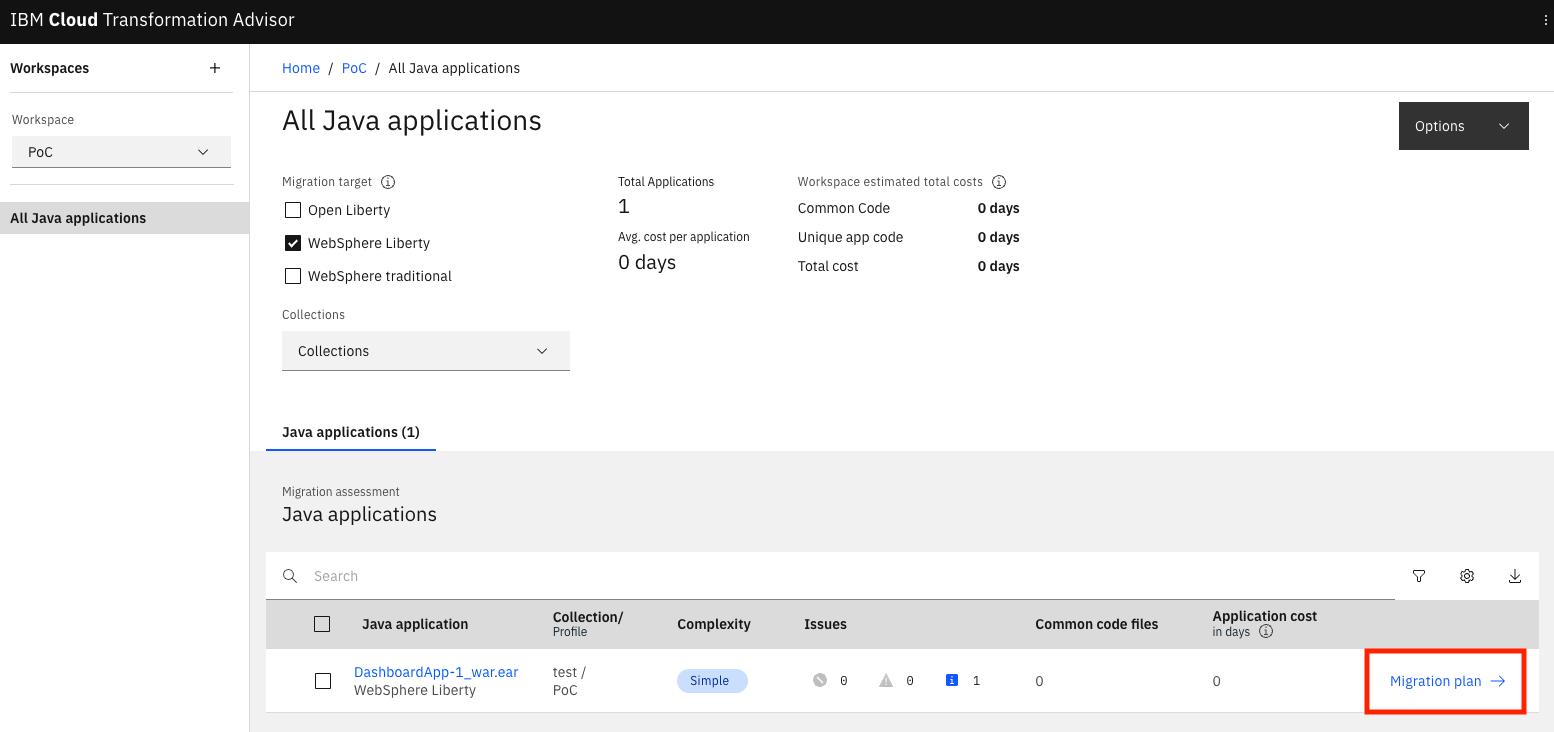 IBM Cloud Transformation Advisor
Workspaces
Workspace
PoC
All Java applications
Home / PoC / All Java applications
All Java applications
Options
Migration target
Open Liberty
WebSphere Liberty
WebSphere traditional
Total Applications
1
Avg. cost per application
0 days
Workspace estimated total costs
Common Code 0 days
Unique app code 0 days
Total cost 0 days
Collections
Collections
Java applications (1)
Migration assessment
Java applications
Search
Java application
Collection/
Profile
Complexity
Issues
Common code files
Application cost
in days
DashboardApp-1_war.ear
WebSphere Liberty
test /
PoC
Simple
0 0 1
0
0
Migration plan